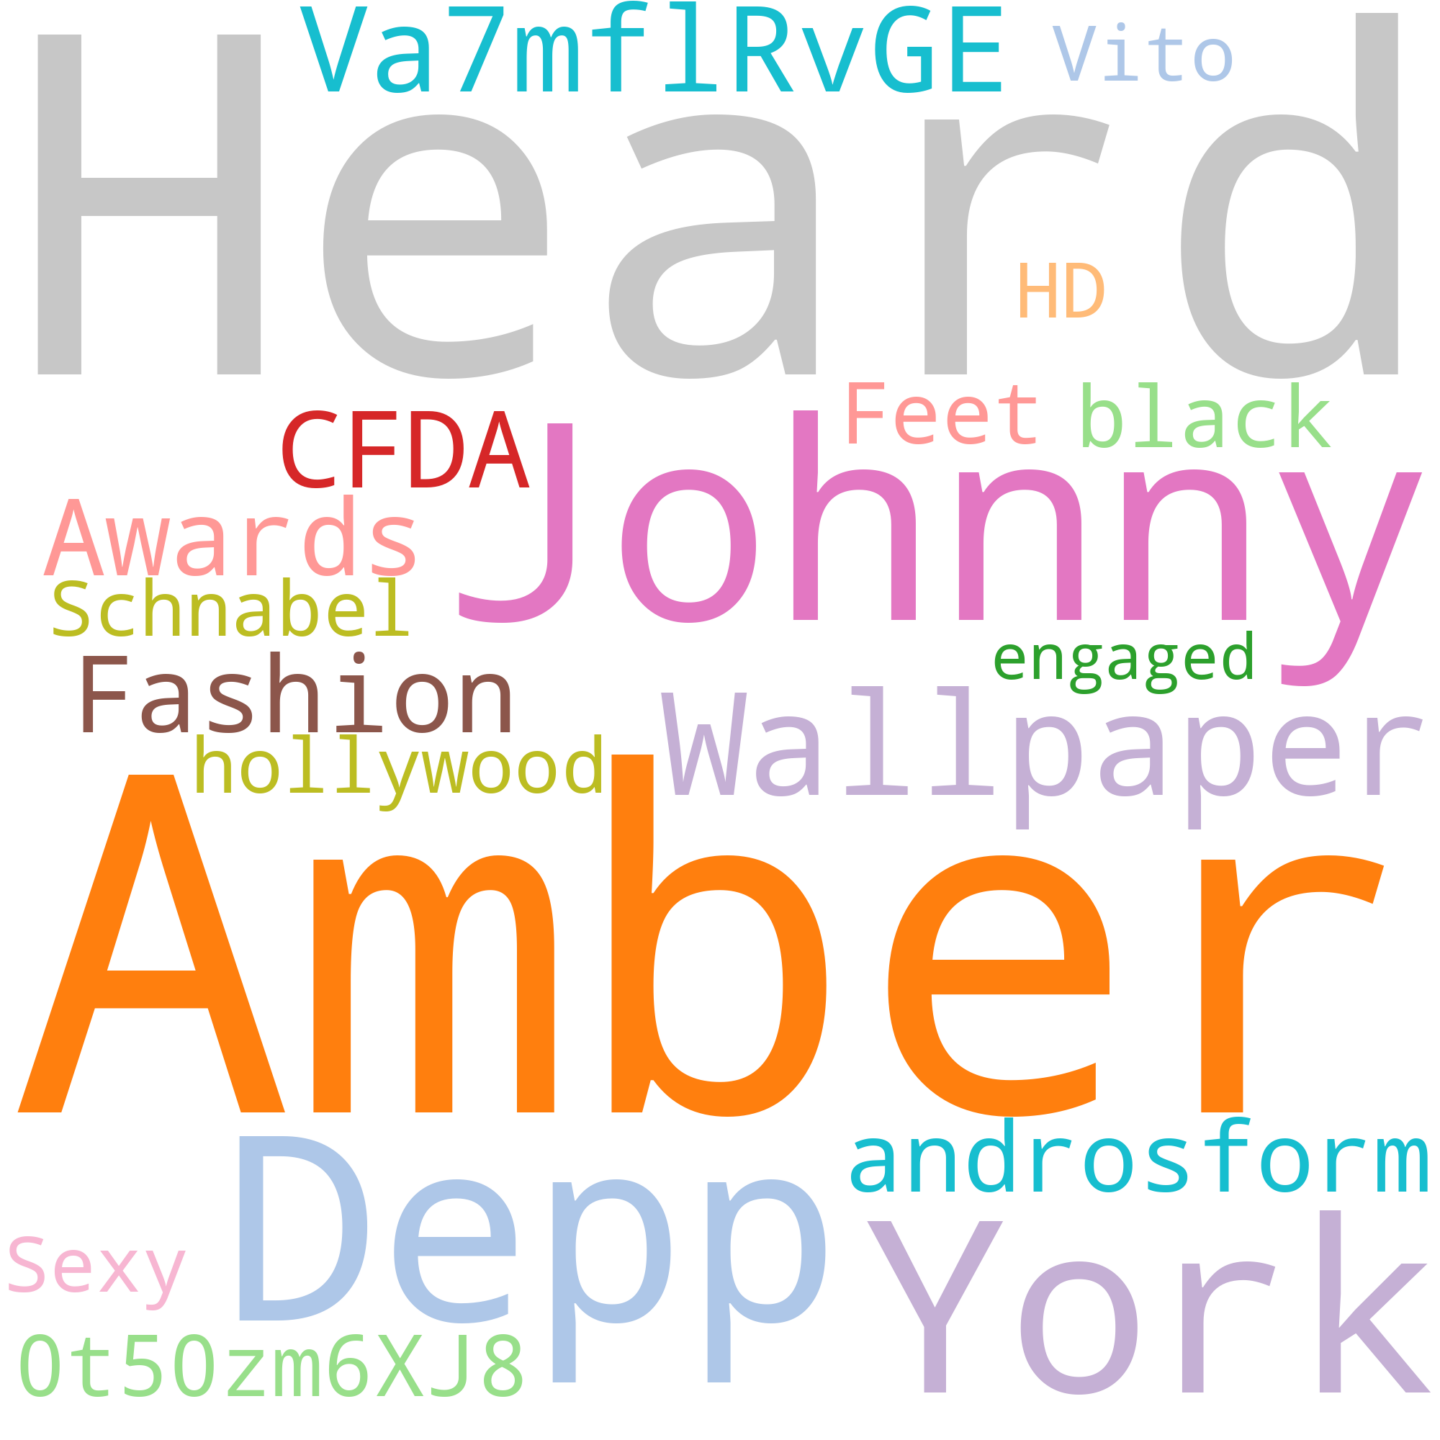 Va7mflRvGE Vito
Heard
HD
Feet black
CFDA
Johnny
Awards
Schnabel
engaged
Fashion
Wallpaper
hollywood
Amber
androsform
Depp
York
Sexy
0t5Ozm6XJ8